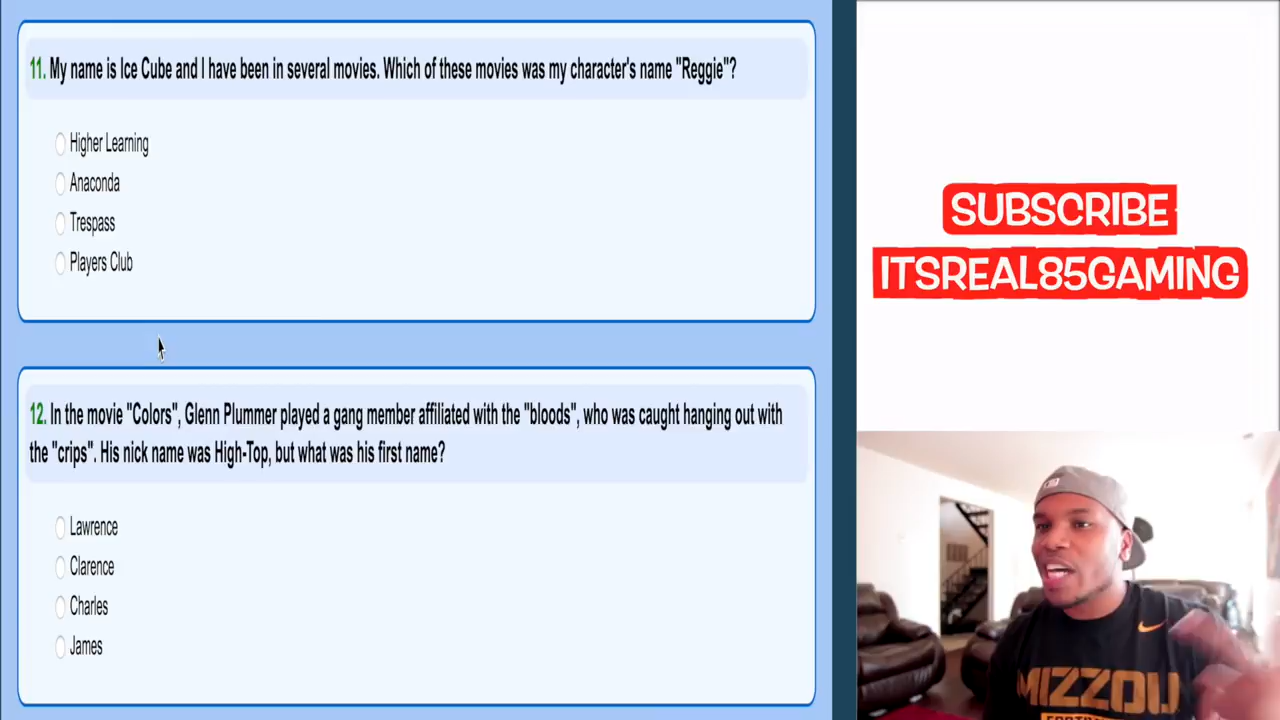 11. My name is Ice Cube and I have been in several movies. Which of these movies was my character's name "Reggie"?
Higher Learning
Anaconda
Trespass
Players Club
12. In the movie "Colors", Glenn Plummer played a gang member affiliated with the "bloods", who was caught hanging out with
the "crips". His nick name was High-Top, but what was his first name?
Lawrence
Clarence
Charles
James
SUBSCRIBE
ITSREAL85GAMING
MIZZOU